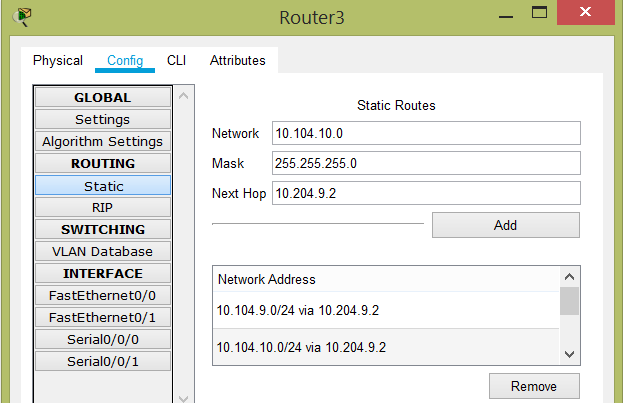 Router3
Physical Config CLI Attributes
GLOBAL
Settings
Algorithm Settings
ROUTING
Static
RIP
SWITCHING
VLAN Database
INTERFACE
FastEthernet0/0
FastEthernet0/1
Serial0/0/0
Serial0/0/1
Static Routes
Network 10.104.10.0
Mask 255.255.255.0
Next Hop 10.204.9.2
Add
Network Address
10.104.9.0/24 via 10.204.9.2
10.104.10.0/24 via 10.204.9.2
Remove